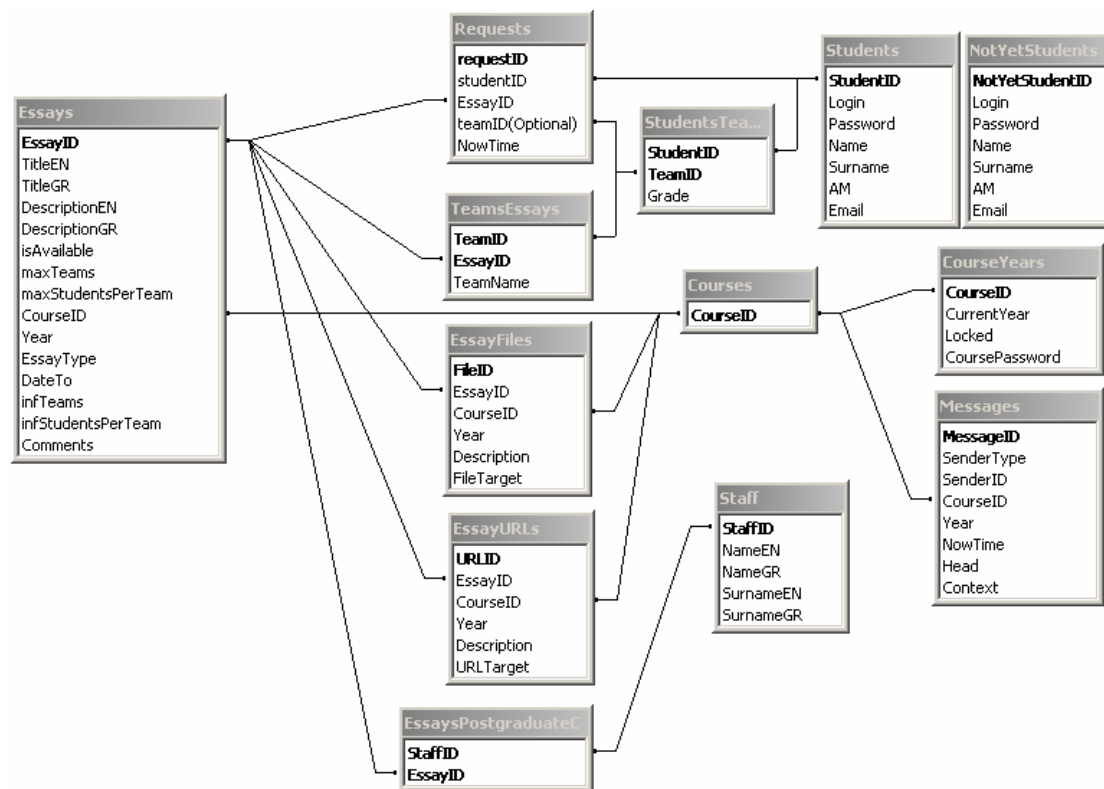 Essays
EssayID
TitleEN
TitleGR
DescriptionEN
DescriptionGR
isAvailable
maxTeams
maxStudentsPerTeam
CourseID
Year
EssayType
DateTo
infTeams
infStudentsPerTeam
Comments
Requests
requestID
studentID
EssayID
teamID(Optional)
NowTime
TeamsEssays
TeamID
EssayID
TeamName
EssayFiles
FileID
EssayID
CourseID
Year
Description
FileTarget
EssayURLs
URLID
EssayID
CourseID
Year
Description
URLTarget
EssaysPostgraduateC
StaffID
EssayID
StudentsTea...
StudentID
TeamID
Grade
Courses
CourseID
Staff
StaffID
NameEN
NameGR
SurnameEN
SurnameGR
Students
StudentID
Login
Password
Name
Surname
AM
Email
NotYetStudents
NotYetStudentID
Login
Password
Name
Surname
AM
Email
CourseYears
CourseID
CurrentYear
Locked
CoursePassword
Messages
MessageID
SenderType
SenderID
CourseID
Year
NowTime
Head
Context